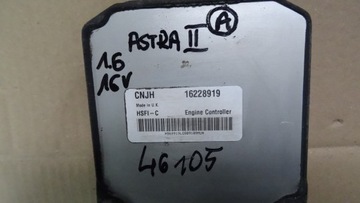 ASTRA II A
1.6
16V
CNJH 16228919
Made in U.K.
HSFI-C Engine Controller
46105